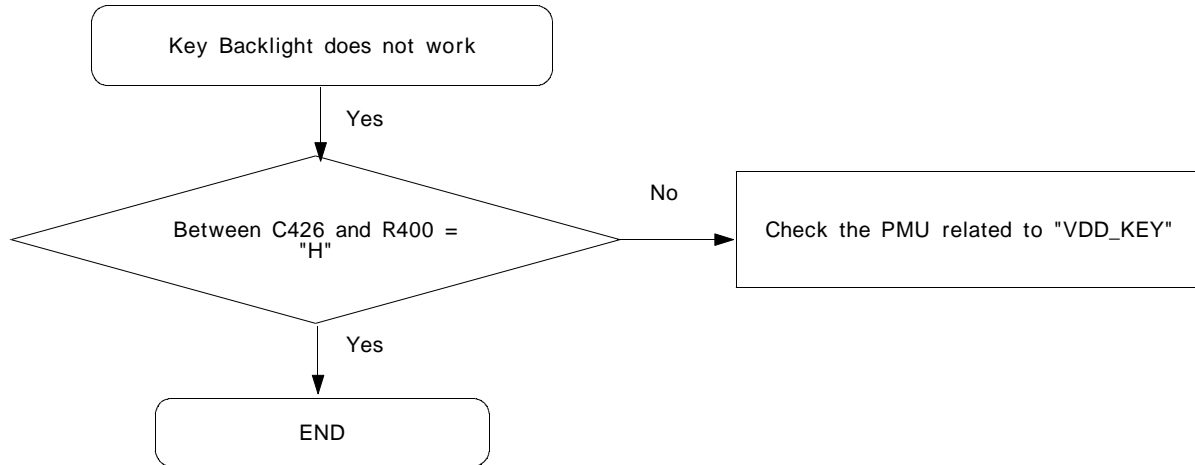 Key Backlight does not work
Yes
Between C426 and R400 =
"H"
No
Check the PMU related to "VDD_KEY"
Yes
END